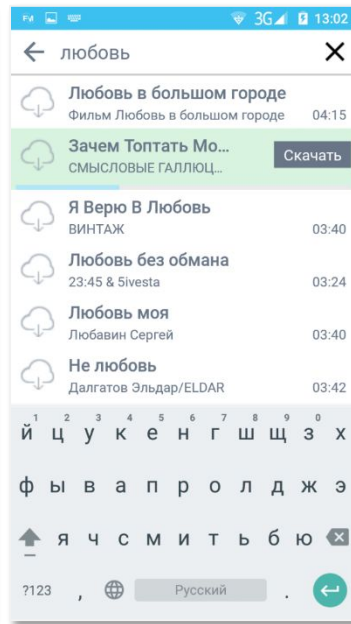 3G 13:02
любовь
Любовь в большом городе
Фильм Любовь в большом городе 04:15
Зачем Топтать Мо...
СМЫСЛОВЫЕ ГАЛЛЮЦ...
Скачать
Я Верю В Любовь
ВИНТАЖ 03:40
Любовь без обмана
23:45 & 5ivesta 03:24
Любовь моя
Любавин Сергей 03:40
Не любовь
Далгатов Эльдар/ELDAR 03:42
1 2 3 4 5 6 7 8 9 0
й ц у к е н г ш щ з х
ф ы в а п р о л д ж э
я ч с м и т ь б ю
?123 , Русский .